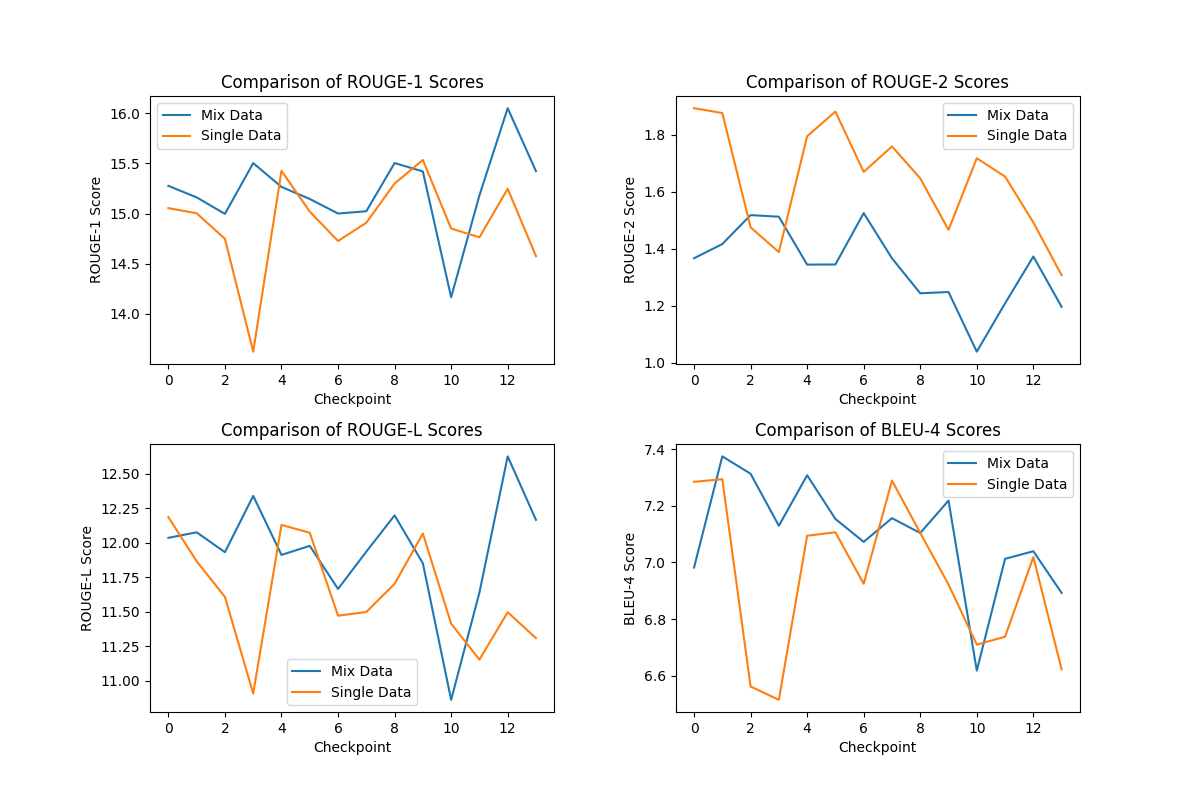 Comparison of ROUGE-1 Scores
Mix Data
Single Data
16.0
15.5
15.0
14.5
14.0
ROUGE-1 Score
0 2 4 6 8 10 12
Checkpoint
Comparison of ROUGE-2 Scores
Mix Data
Single Data
1.8
1.6
1.4
1.2
1.0
ROUGE-2 Score
0 2 4 6 8 10 12
Checkpoint
Comparison of ROUGE-L Scores
12.50
12.25
12.00
11.75
11.50
11.25
11.00
ROUGE-L Score
Mix Data
Single Data
0 2 4 6 8 10 12
Checkpoint
Comparison of BLEU-4 Scores
Mix Data
Single Data
7.4
7.2
7.0
6.8
6.6
BLEU-4 Score
0 2 4 6 8 10 12
Checkpoint